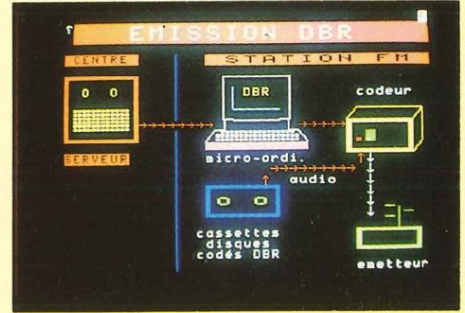 EMISSION DBR
CENTRE
STATION FM
DBR
codeur
SERVEUR
micro-ordi.
audio
cassettes
disques
codés DBR
emetteur